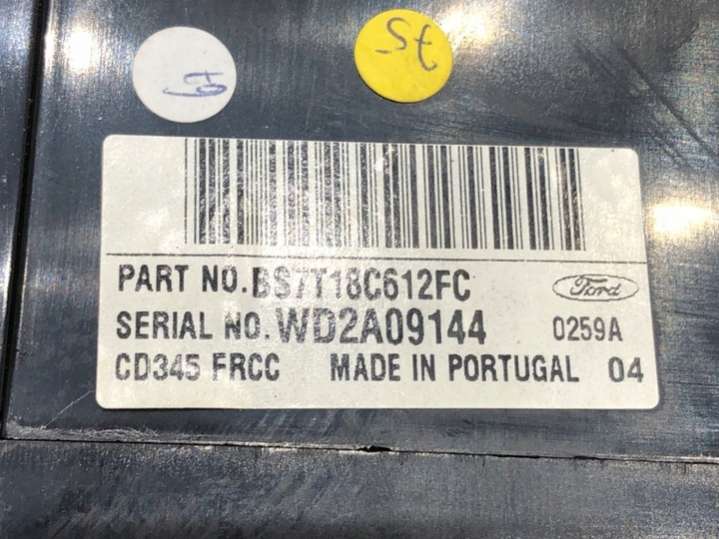 St
PART NO.BS7T18C612FC Ford
SERIAL NO.WD2A09144 0259A
CD345 FRCC MADE IN PORTUGAL 04